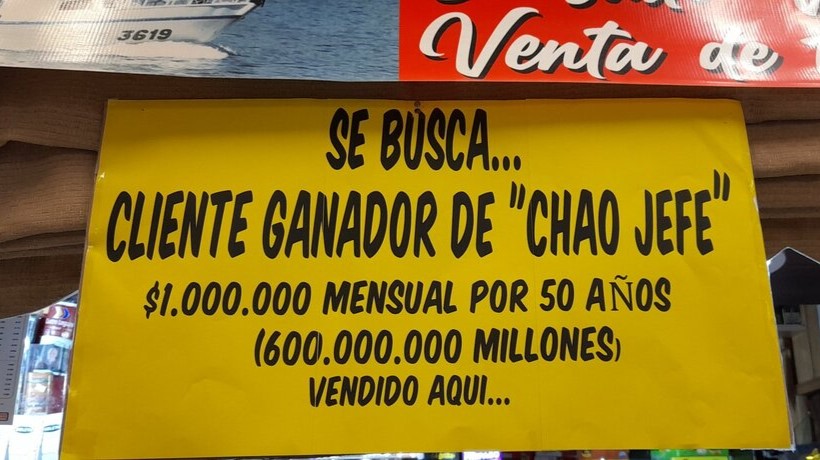 3619
Venta de
SE BUSCA...
CLIENTE GANADOR DE "CHAO JEFE"
$1.000.000 MENSUAL POR 50 AÑOS
(600.000.000 MILLONES)
VENDIDO AQUI...